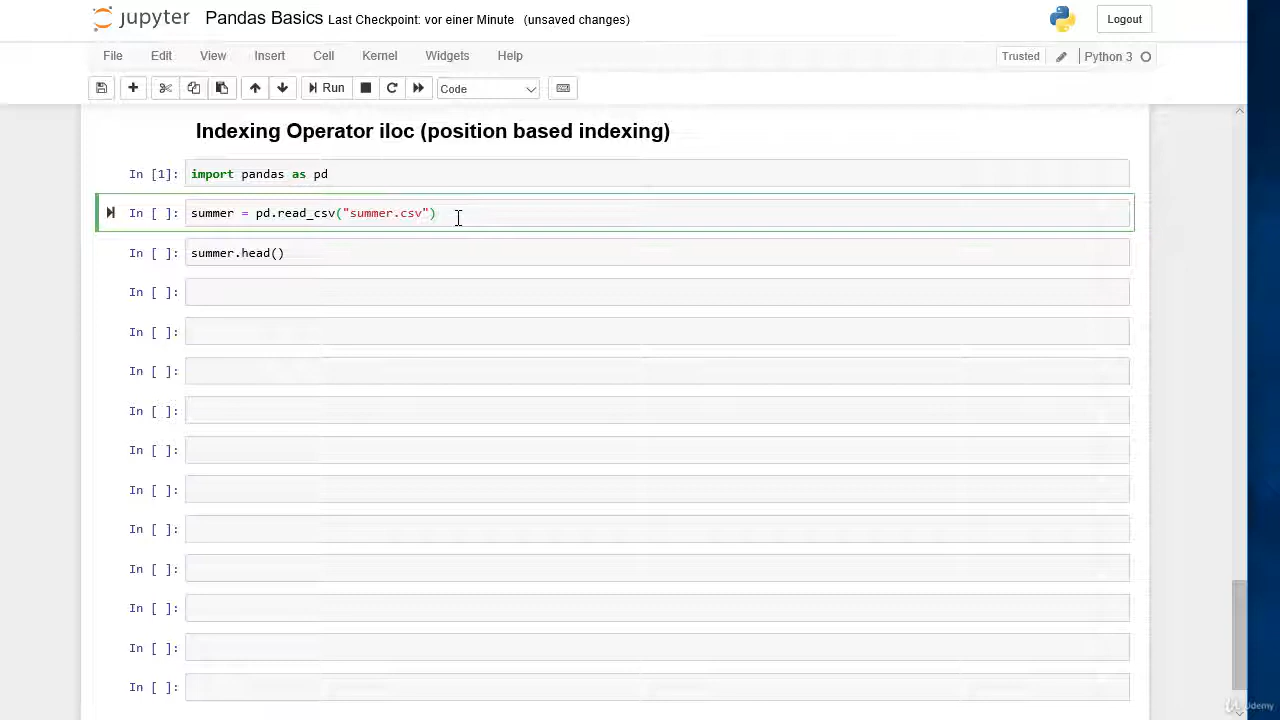 jupyter Pandas Basics Last Checkpoint: vor einer Minute (unsaved changes) Logout
File Edit View Insert Cell Kernel Widgets Help Trusted Python 3
Run Code
Indexing Operator iloc (position based indexing)
In [1]: import pandas as pd
In [ ]: summer = pd.read_csv("summer.csv")
In [ ]: summer.head()
In [ ]:
In [ ]:
In [ ]:
In [ ]:
In [ ]:
In [ ]:
In [ ]:
In [ ]:
In [ ]:
In [ ]:
In [ ]:
Udemy